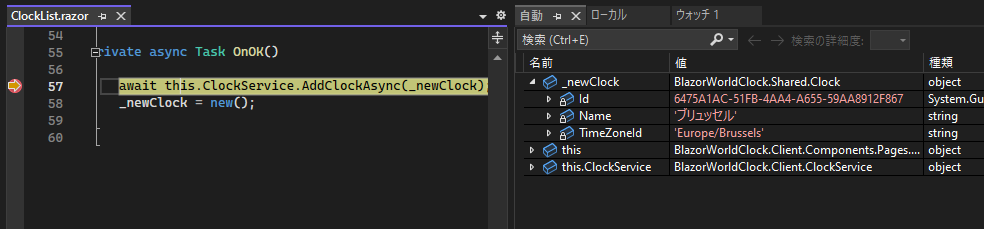 ClockList.razor
54
55 rivate async Task OnOK()
56
57 await this.ClockService.AddClockAsync(_newClock)
58 _newClock = new();
59
60
自動
ローカル
ウォッチ 1
検索 (Ctrl+E)
検索の詳細度:
名前 値 種類
_newClock BlazorWorldClock.Shared.Clock object
Id 6475A1AC-51FB-4AA4-A655-59AA8912F867 System.Gu
Name 'ブリュッセル' string
TimeZoneId 'Europe/Brussels' string
this BlazorWorldClock.Client.Components.Pages.... object
this.ClockService BlazorWorldClock.Client.ClockService object